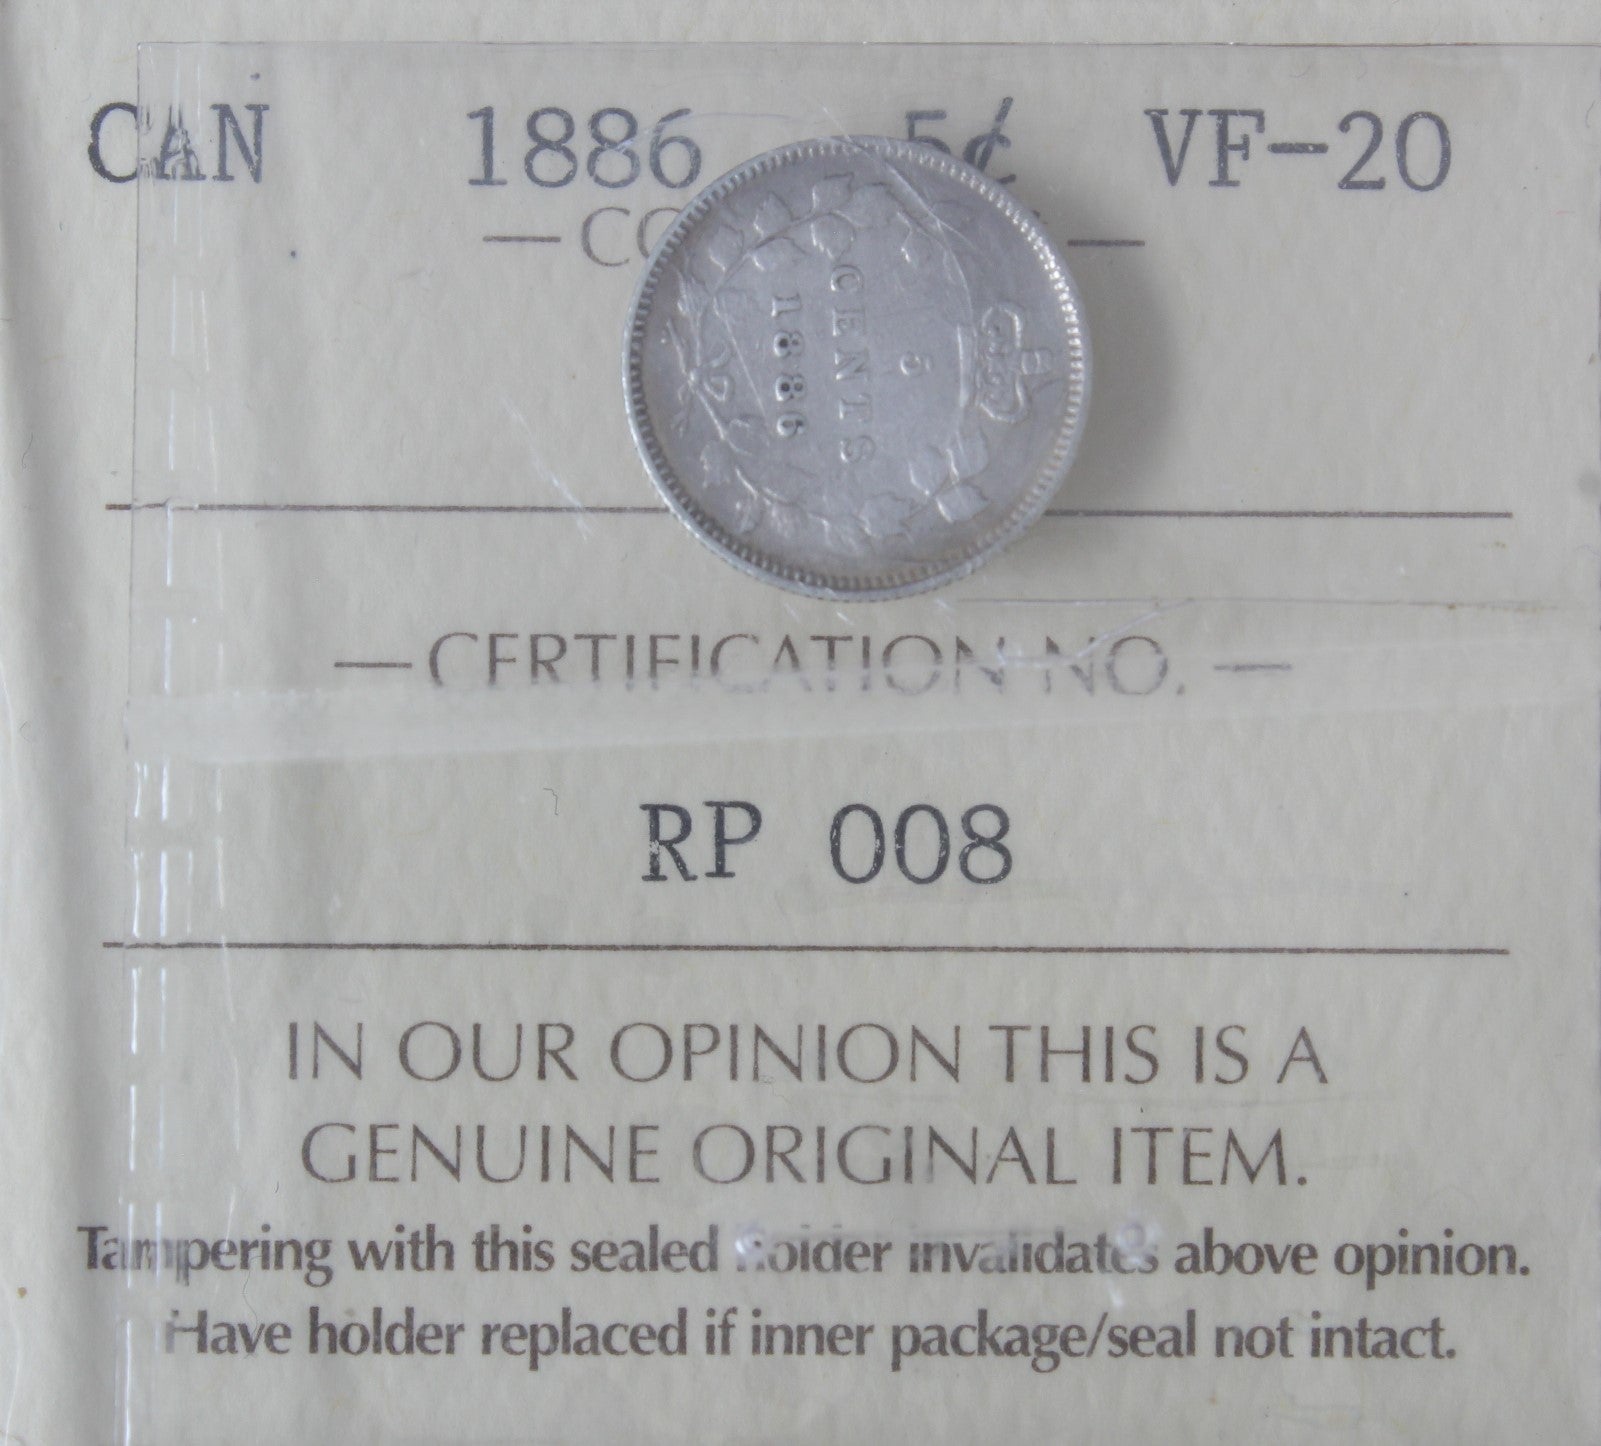 CAN 1886 5¢ VF-20
5
CENTS
1886
— CERTIFICATION NO. —
RP 008
IN OUR OPINION THIS IS A
GENUINE ORIGINAL ITEM.
Tampering with this sealed holder invalidates above opinion.
Have holder replaced if inner package/seal not intact.